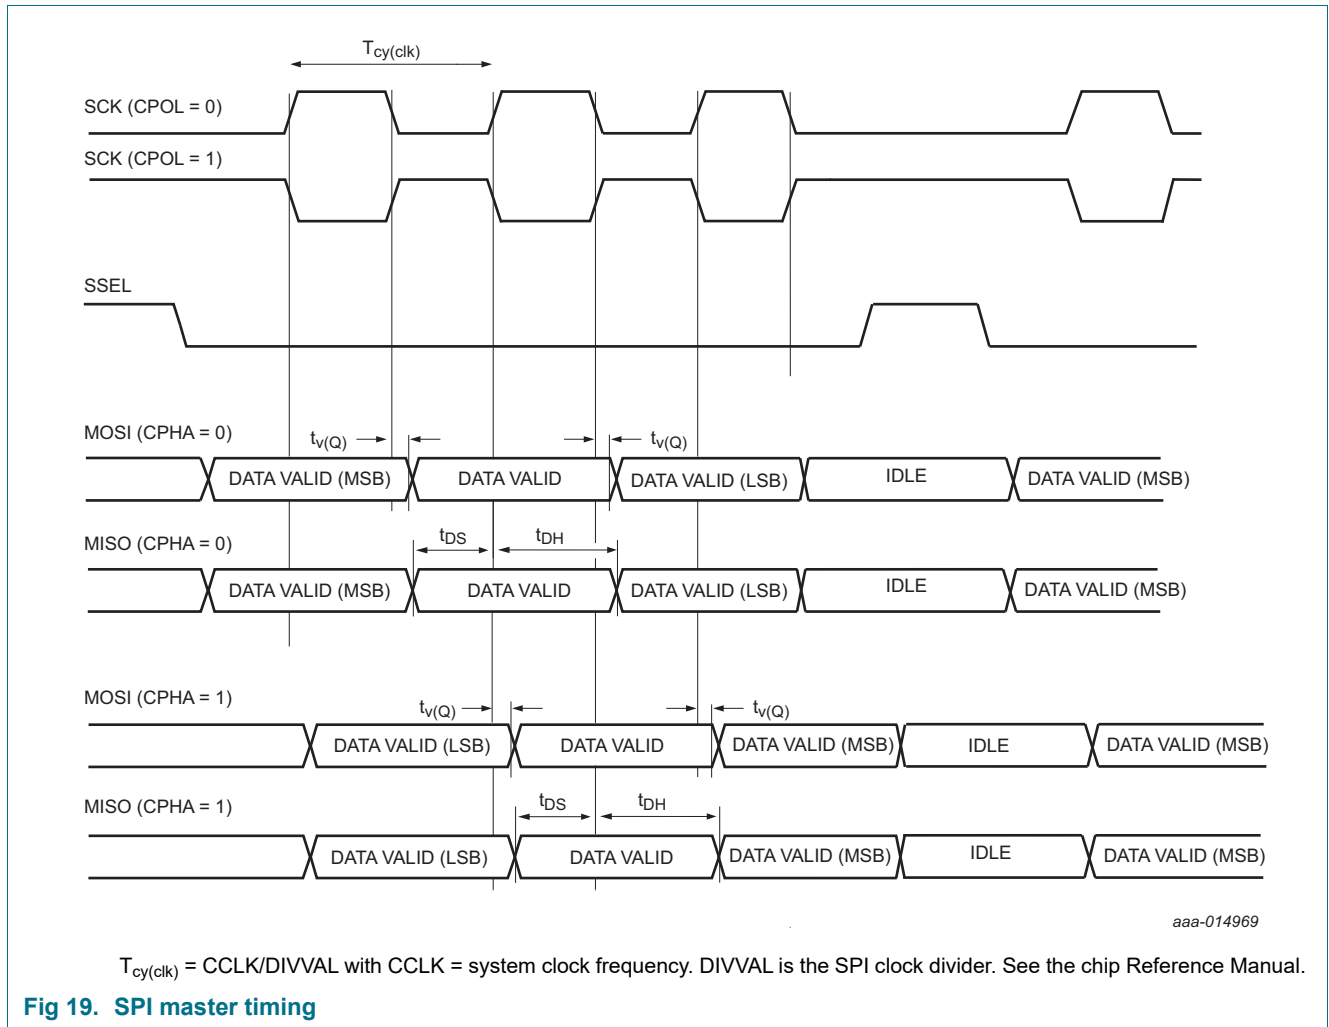 Tcy(clk)
SCK (CPOL = 0)
SCK (CPOL = 1)
SSEL
MOSI (CPHA = 0)
tv(Q) tv(Q)
DATA VALID (MSB) DATA VALID DATA VALID (LSB) IDLE DATA VALID (MSB)
MISO (CPHA = 0)
tDS tDH
DATA VALID (MSB) DATA VALID DATA VALID (LSB) IDLE DATA VALID (MSB)
MOSI (CPHA = 1)
tv(Q) tv(Q)
DATA VALID (LSB) DATA VALID DATA VALID (MSB) IDLE DATA VALID (MSB)
MISO (CPHA = 1)
tDS tDH
DATA VALID (LSB) DATA VALID DATA VALID (MSB) IDLE DATA VALID (MSB)
aaa-014969
Tcy(clk) = CCLK/DIVVAL with CCLK = system clock frequency. DIVVAL is the SPI clock divider. See the chip Reference Manual.
Fig 19. SPI master timing